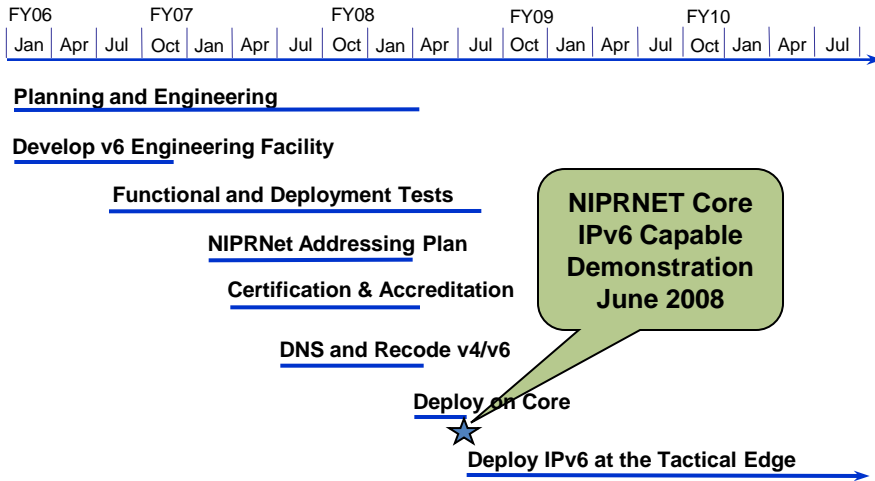 FY06 FY07 FY08 FY09 FY10
Jan Apr Jul Oct Jan Apr Jul Oct Jan Apr Jul Oct Jan Apr Jul Oct Jan Apr Jul
Planning and Engineering
Develop v6 Engineering Facility
Functional and Deployment Tests
NIPRNet Addressing Plan
Certification & Accreditation
DNS and Recode v4/v6
Deploy on Core
Deploy IPv6 at the Tactical Edge
NIPRNET Core
IPv6 Capable
Demonstration
June 2008